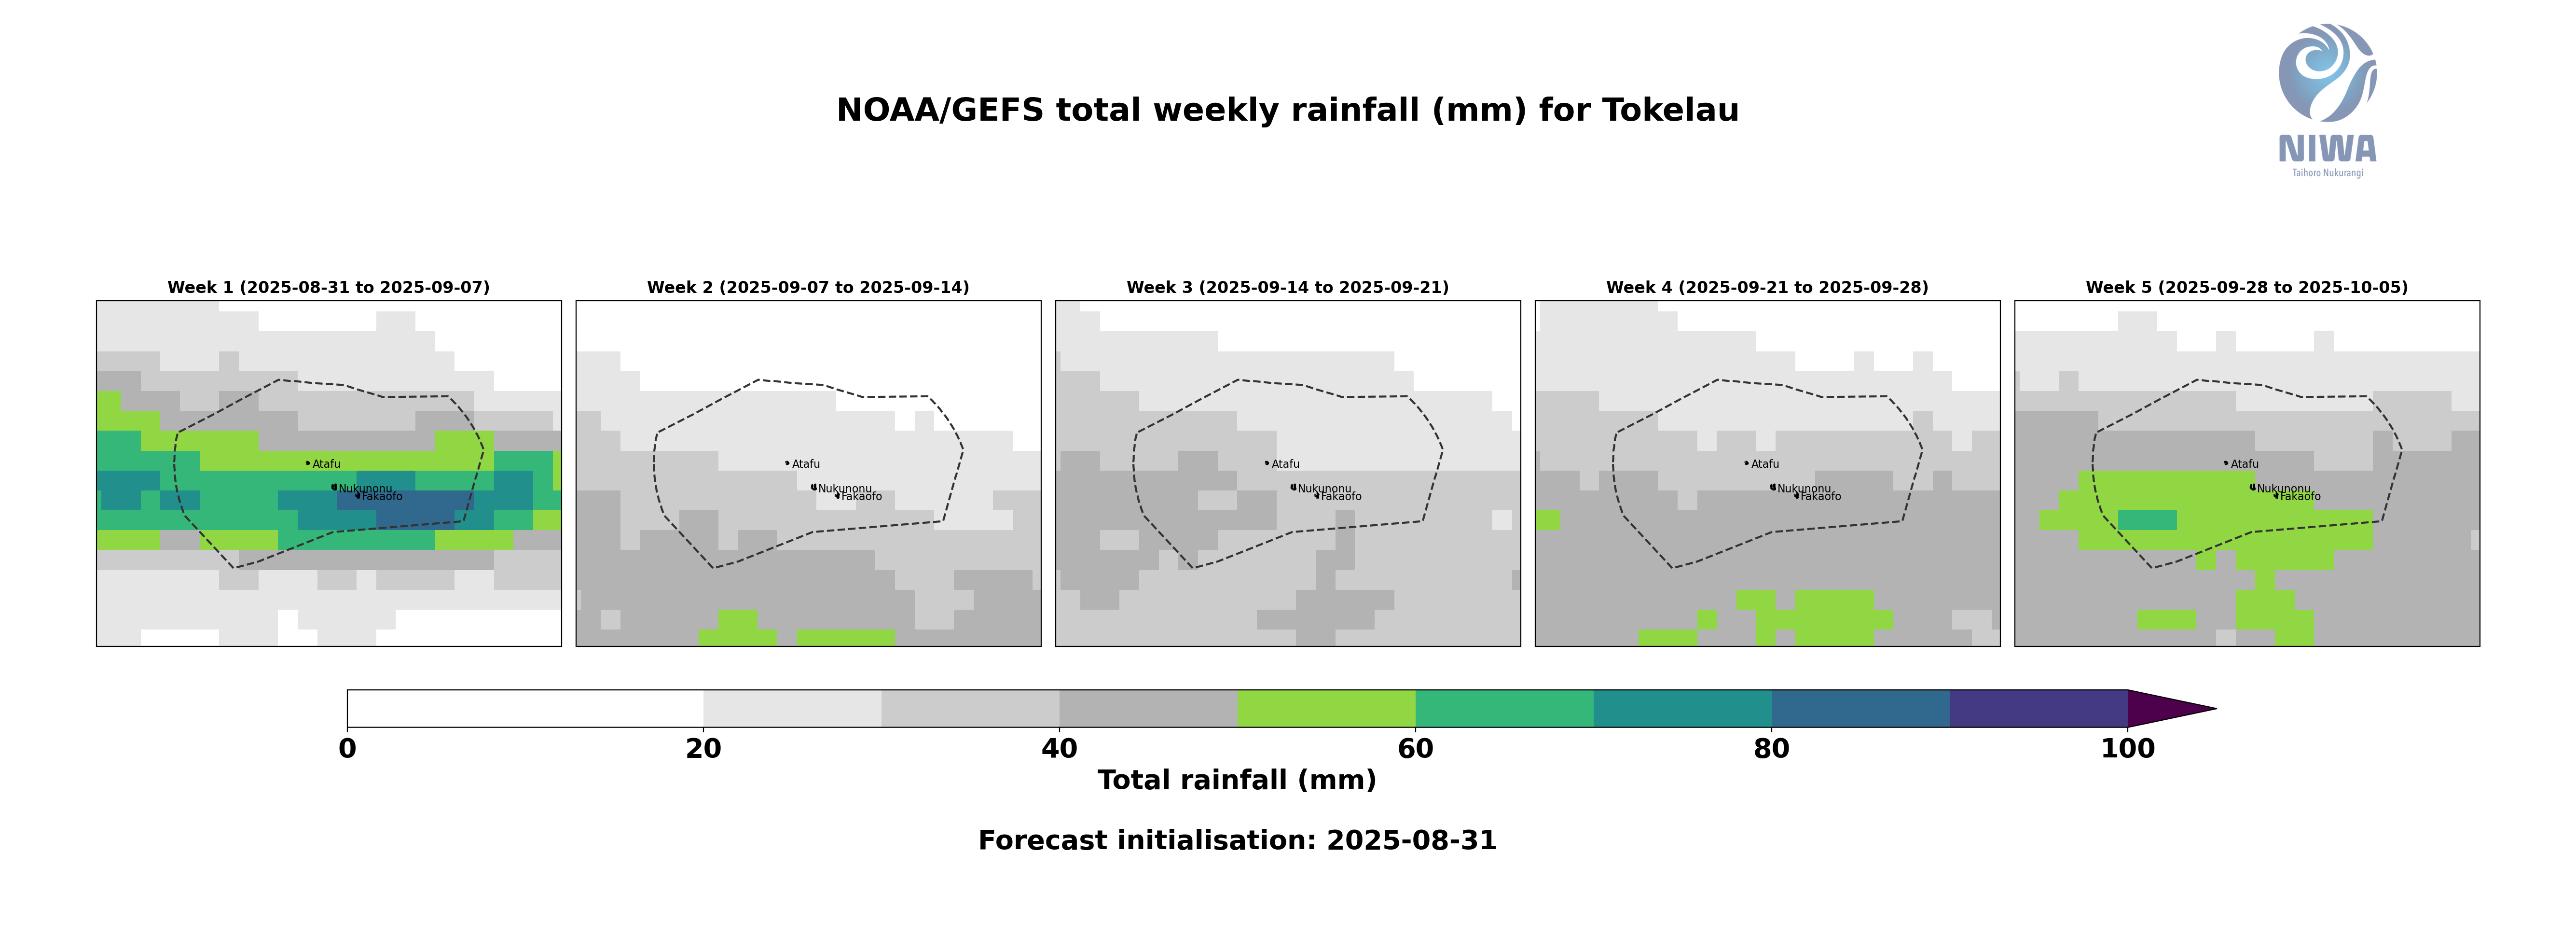 NOAA/GEFS total weekly rainfall (mm) for Tokelau
NIWA
Taihoro Nukurangi
Week 1 (2025-08-31 to 2025-09-07)
Week 2 (2025-09-07 to 2025-09-14)
Week 3 (2025-09-14 to 2025-09-21)
Week 4 (2025-09-21 to 2025-09-28)
Week 5 (2025-09-28 to 2025-10-05)
Atafu
Nukunonu
Fakaofo
Atafu
Nukunonu
Fakaofo
Atafu
Nukunonu
Fakaofo
Atafu
Nukunonu
Fakaofo
Atafu
Nukunonu
Fakaofo
0 20 40 60 80 100
Total rainfall (mm)
Forecast initialisation: 2025-08-31